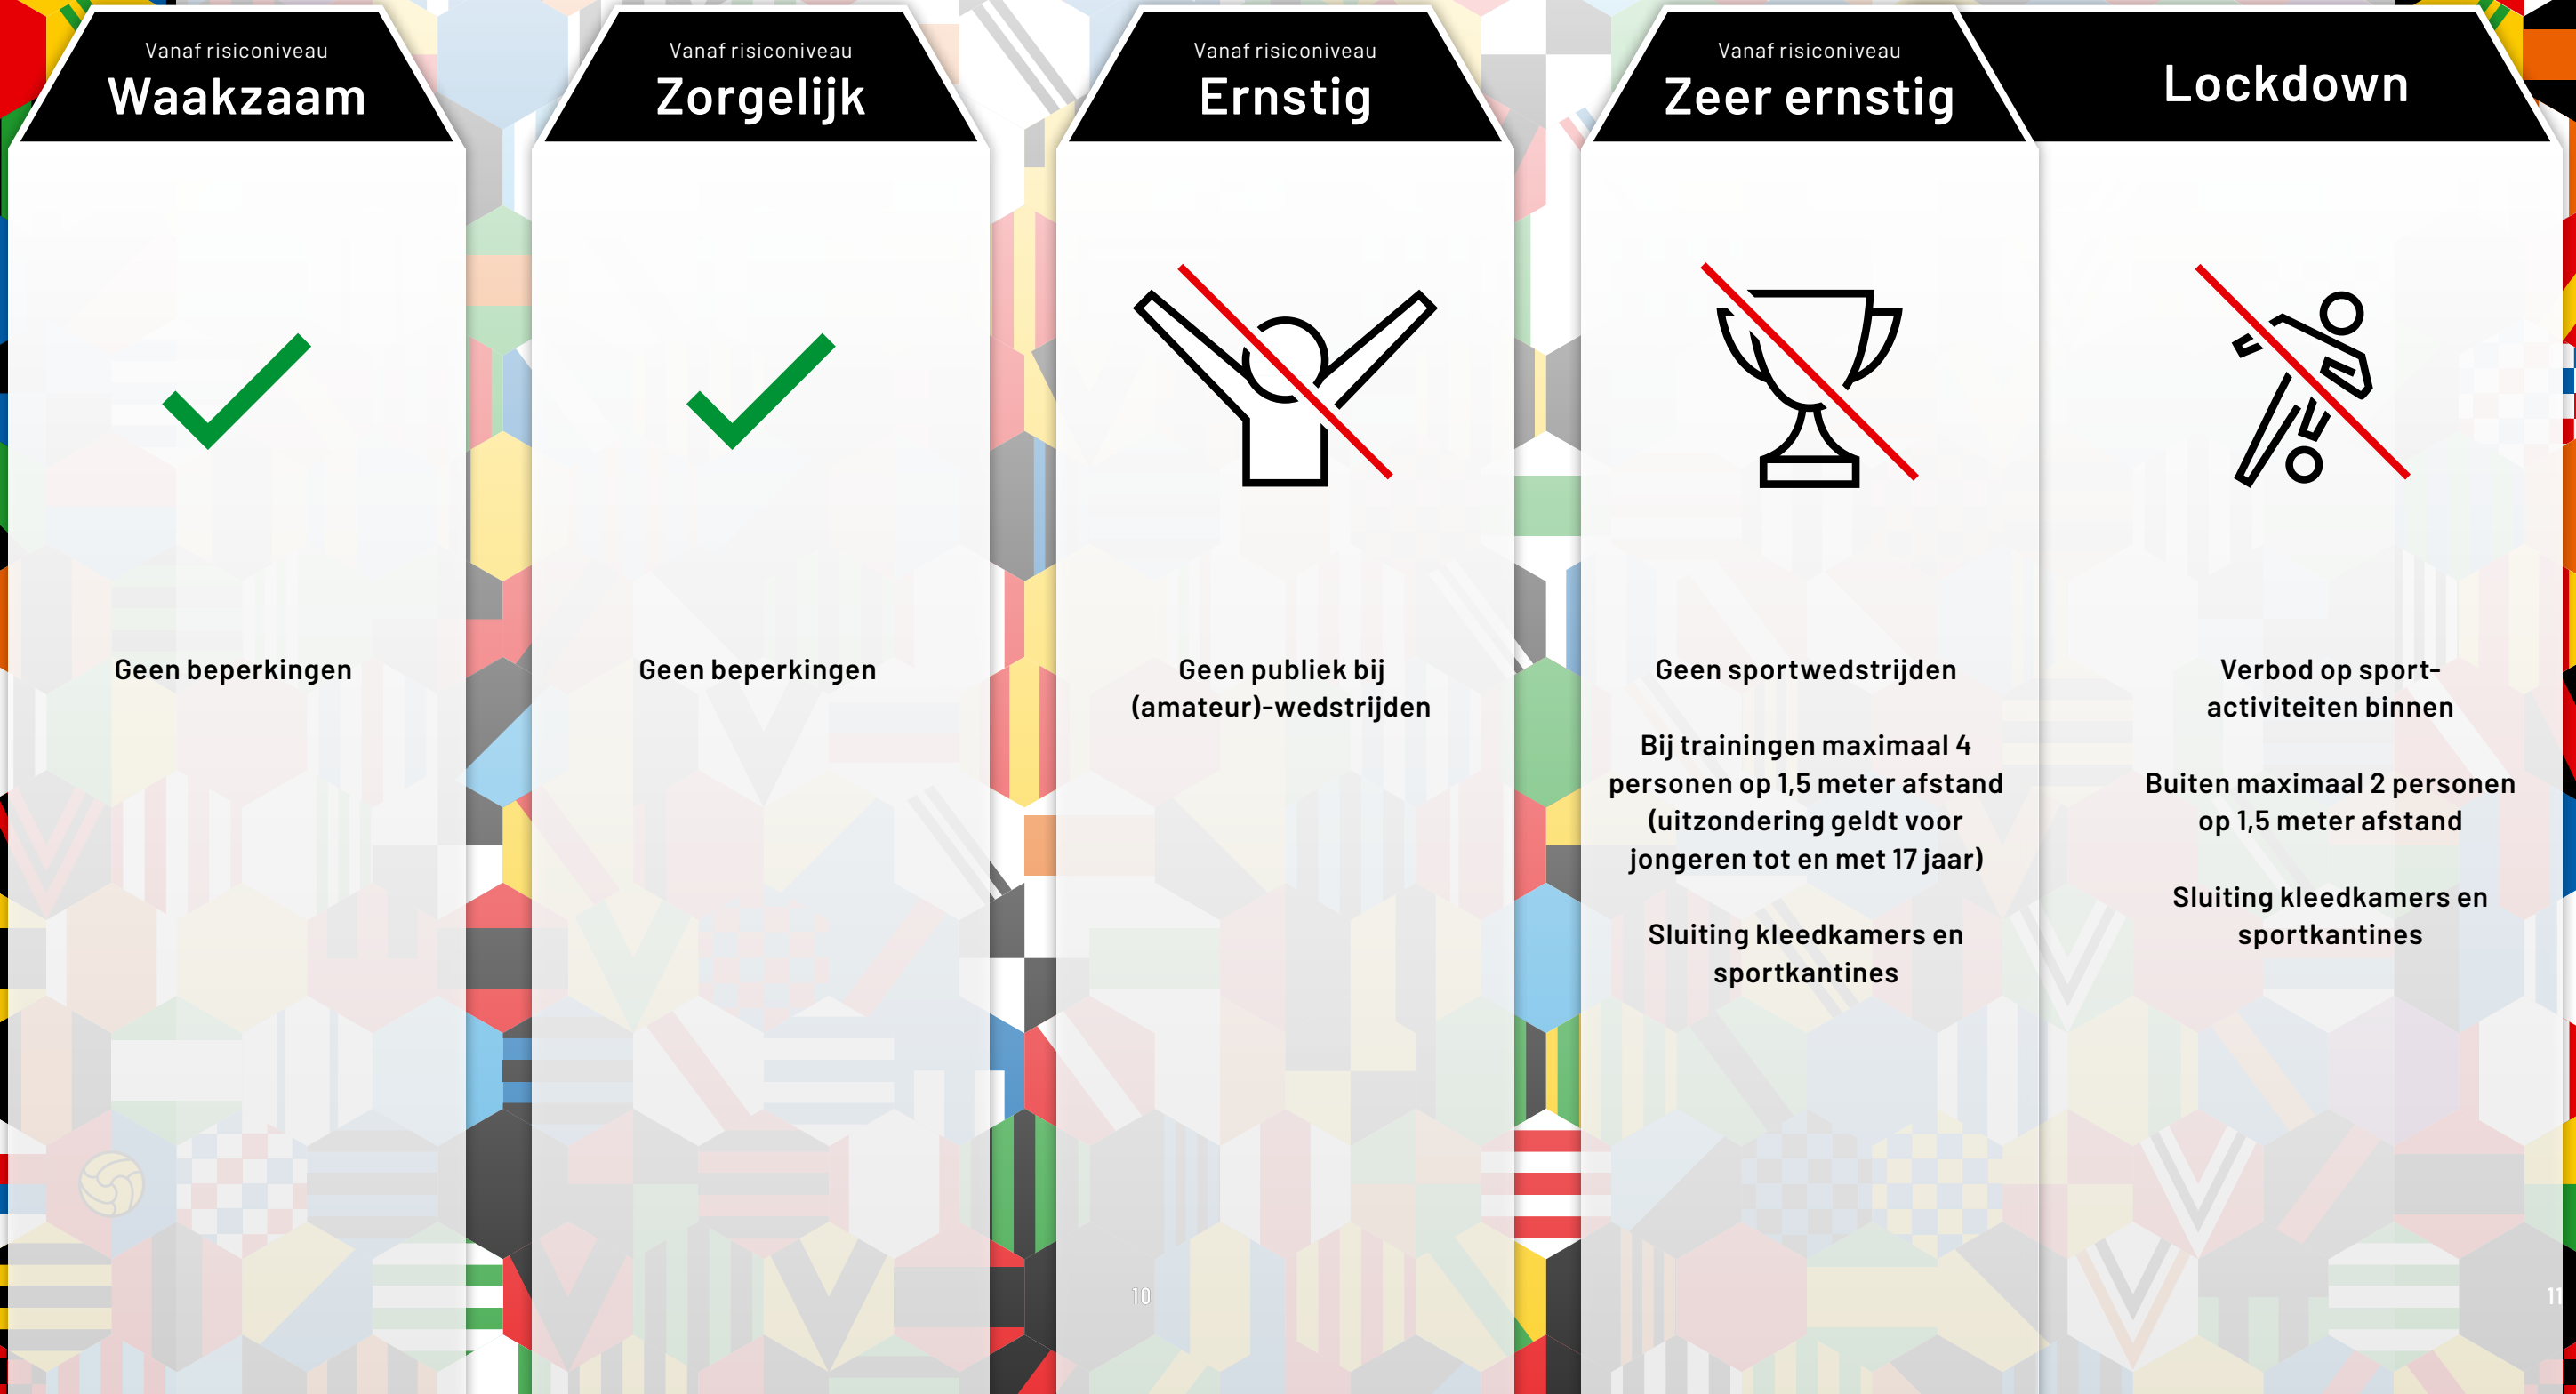 Vanaf risiconiveau
Waakzaam
Geen beperkingen
Vanaf risiconiveau
Zorgelijk
Geen beperkingen
Vanaf risiconiveau
Ernstig
Geen publiek bij
(amateur)-wedstrijden
Vanaf risiconiveau
Zeer ernstig
Geen sportwedstrijden
Bij trainingen maximaal 4
personen op 1,5 meter afstand
(uitzondering geldt voor
jongeren tot en met 17 jaar)
Sluiting kleedkamers en
sportkantines
Lockdown
Verbod op sport-
activiteiten binnen
Buiten maximaal 2 personen
op 1,5 meter afstand
Sluiting kleedkamers en
sportkantines
10
11